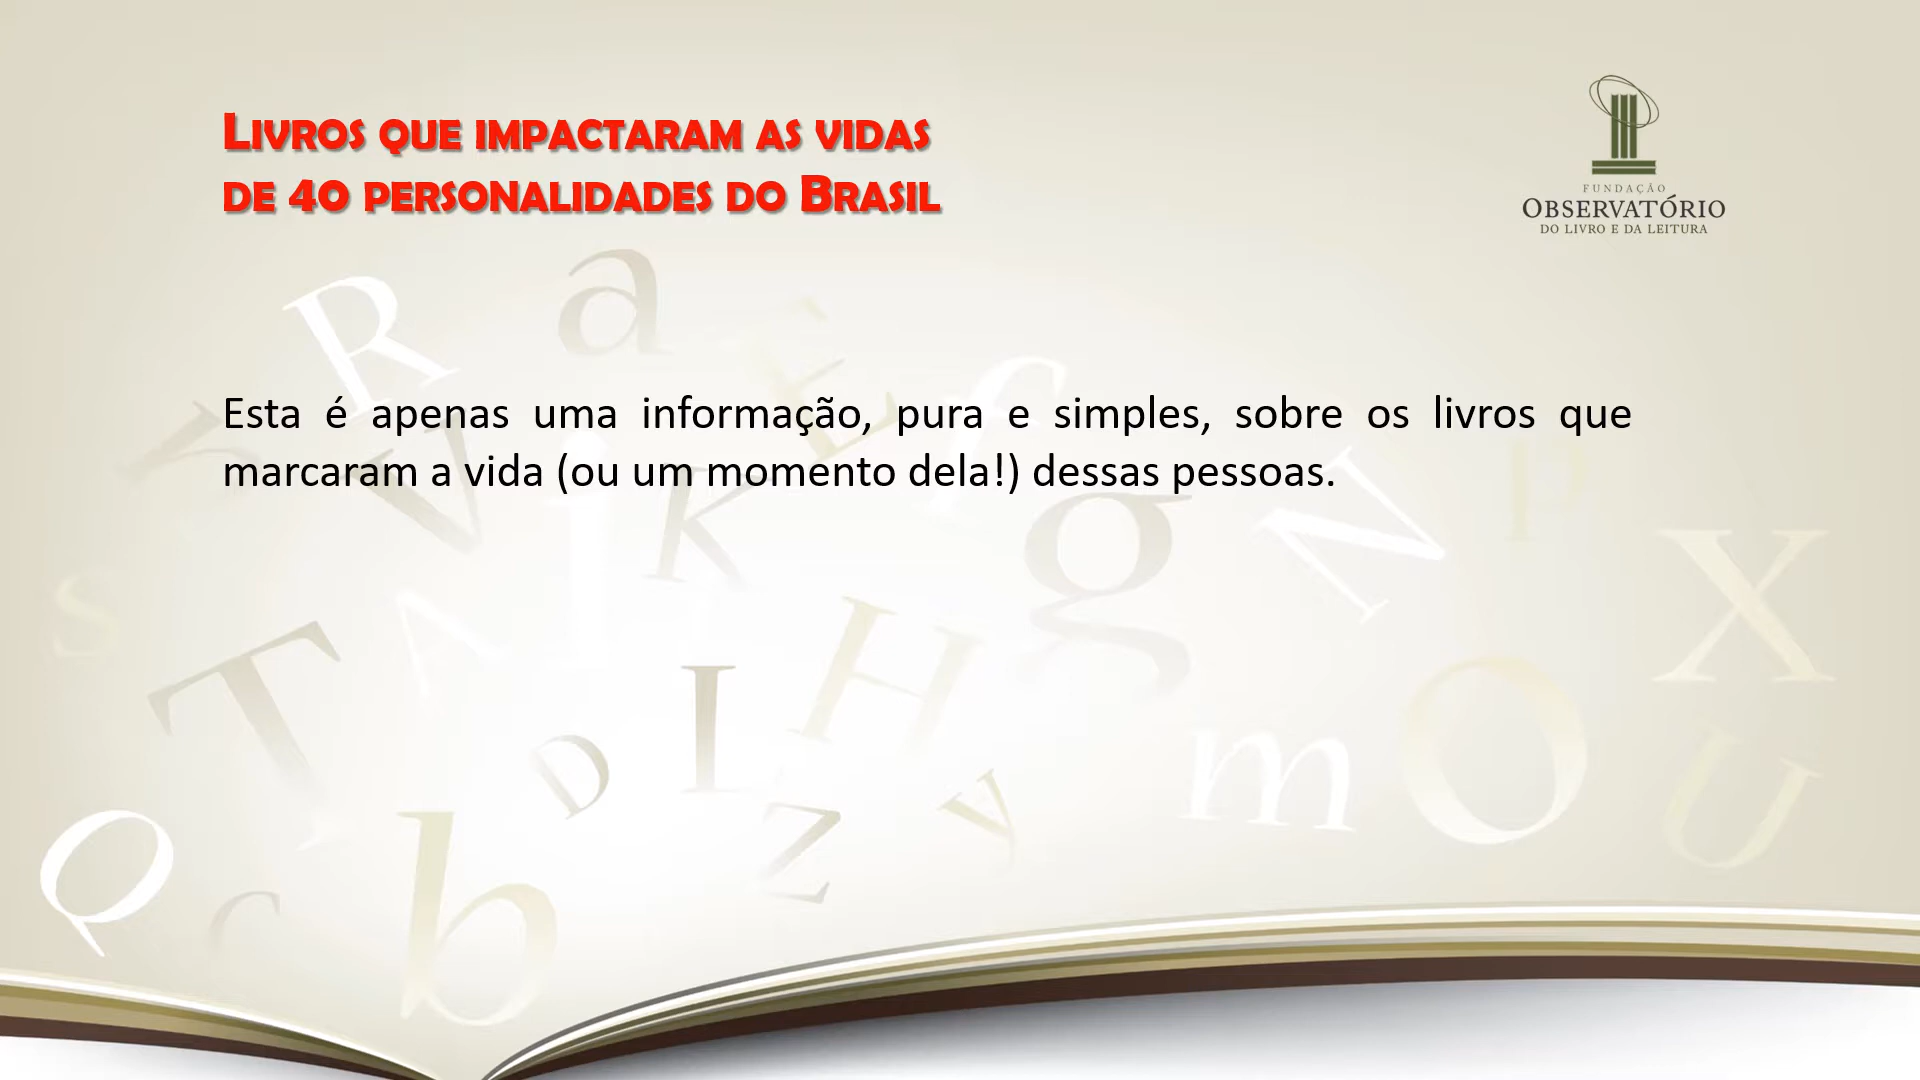 LIVROS QUE IMPACTARAM AS VIDAS
DE 40 PERSONALIDADES DO BRASIL
FUNDAÇÃO
OBSERVATÓRIO
DO LIVRO E DA LEITURA
Esta é apenas uma informação, pura e simples, sobre os livros que
marcaram a vida (ou um momento dela!) dessas pessoas.